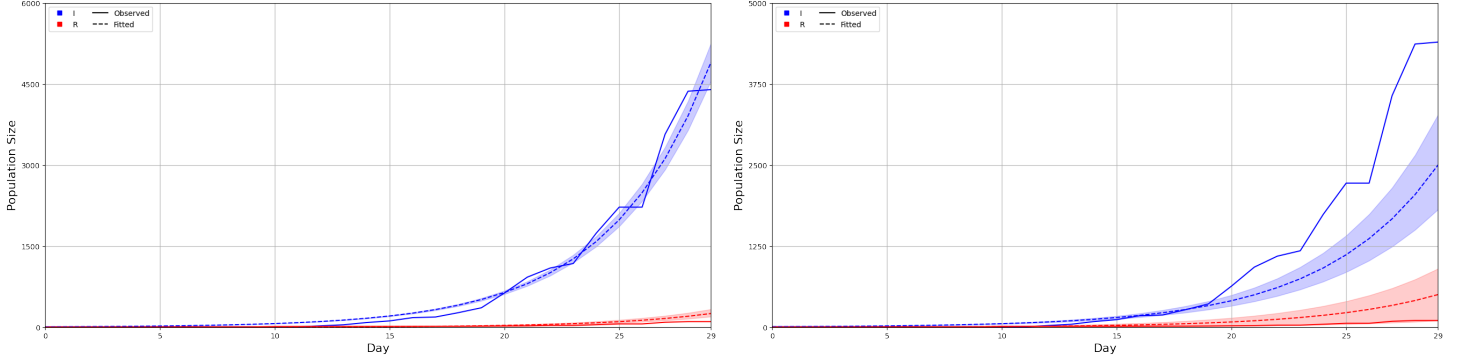 6000
4500
3000
1500
0
Population Size
I Observed
R Fitted
0 5 10 15 20 25 29
Day
5000
3750
2500
1250
0
Population Size
I Observed
R Fitted
0 5 10 15 20 25 29
Day